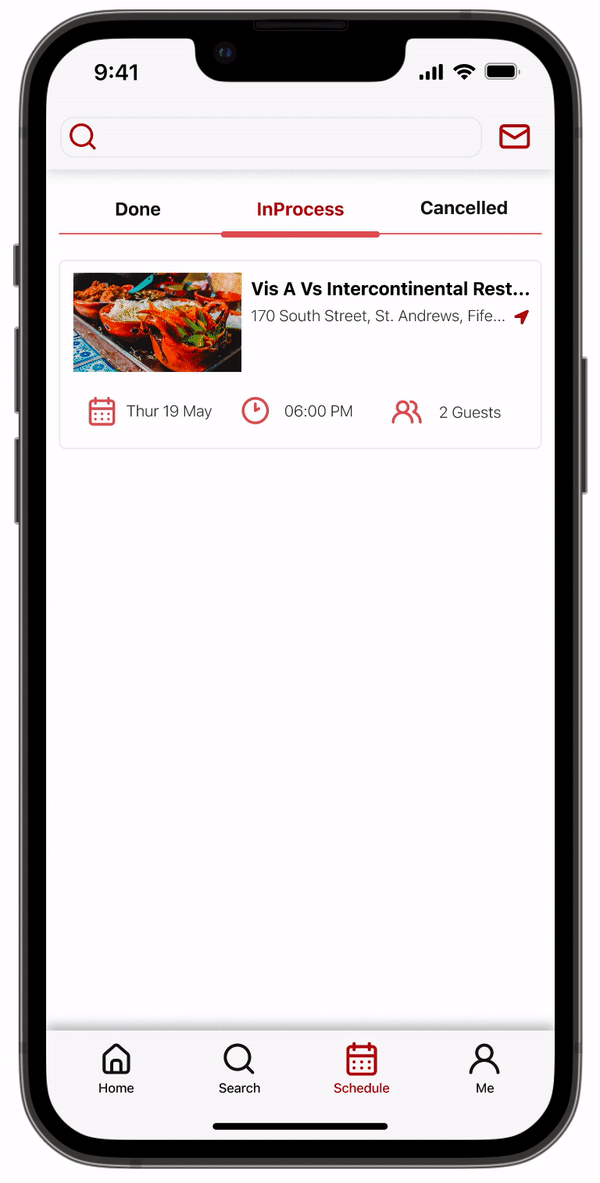 9:41
Done InProcess Cancelled
Vis A Vs Intercontinental Rest...
170 South Street, St. Andrews, Fife...
Thur 19 May 06:00 PM 2 Guests
Home Search Schedule Me